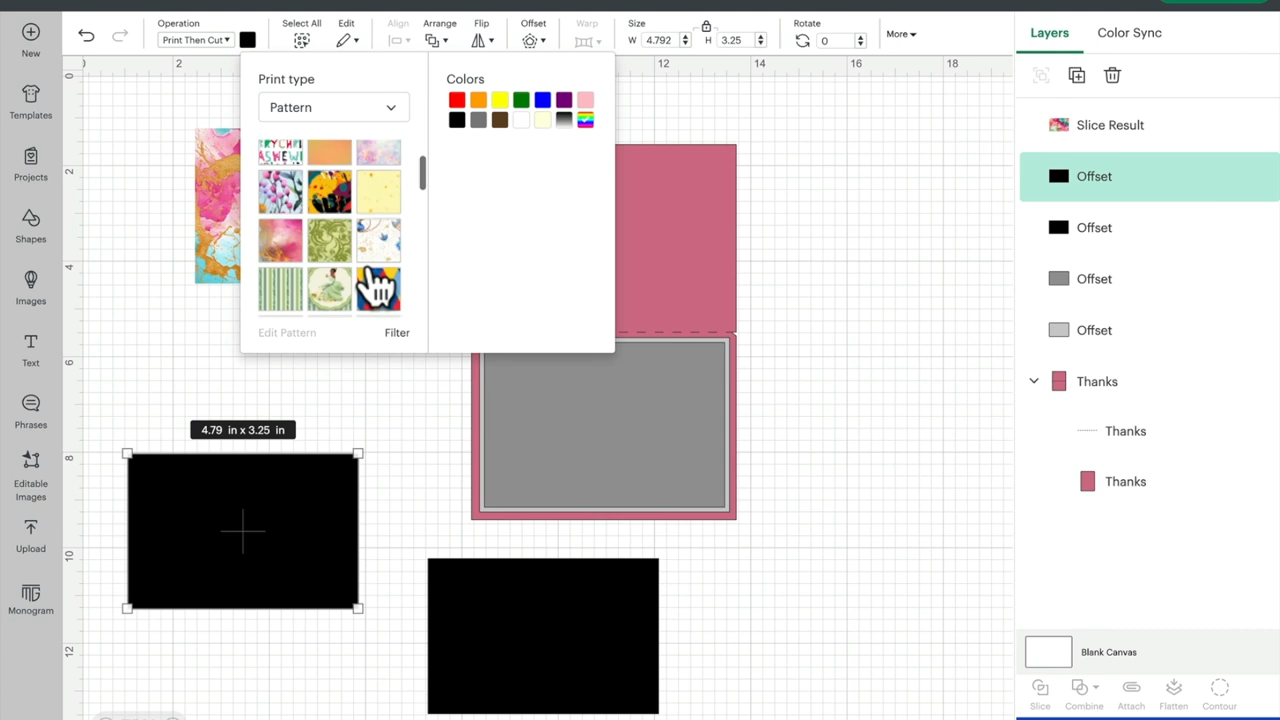 Operation
Print Then Cut
Select All
Edit
Align
Arrange
Flip
Offset
Warp
Size
W 4.792
H 3.25
Rotate
0
More
Layers
Color Sync
New
Templates
Projects
Shapes
Images
Text
Phrases
Editable
Images
Upload
Monogram
0
2
12
14
16
18
0
2
4
6
8
10
12
Print type
Pattern
Colors
Edit Pattern
Filter
4.79 in x 3.25 in
Slice Result
Offset
Offset
Offset
Offset
Thanks
Thanks
Thanks
Blank Canvas
Slice
Combine
Attach
Flatten
Contour